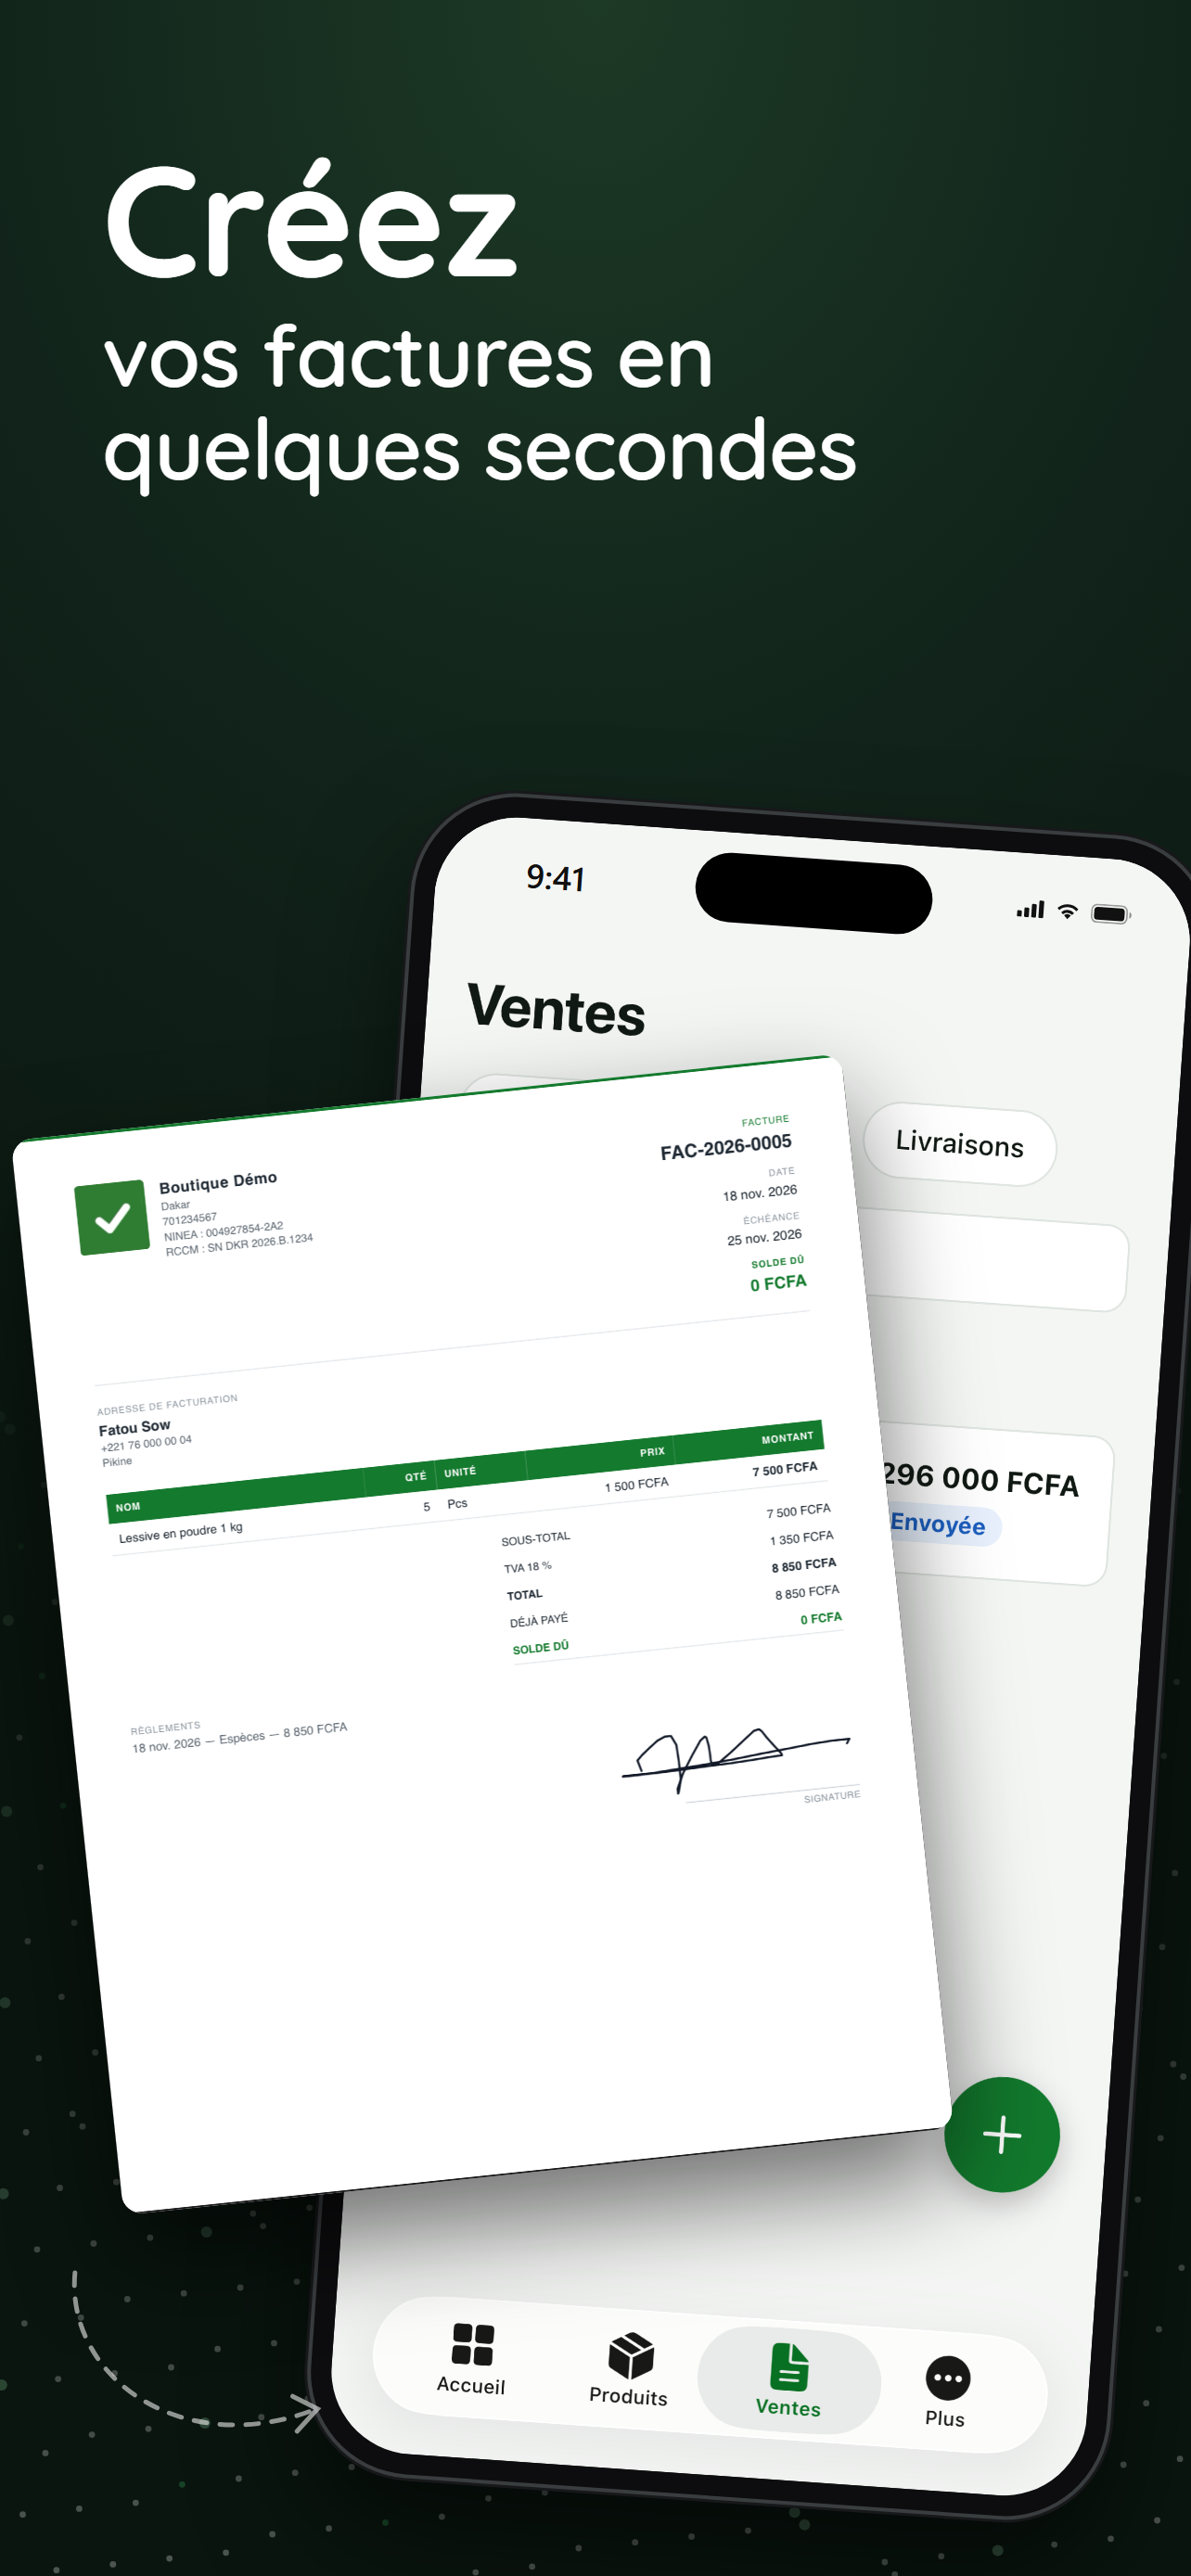 Créez
vos factures en
quelques secondes
9:41
Ventes
Livraisons
296 000 FCFA
Envoyée
Boutique Démo
Dakar
701234567
NINEA : 004927854-2A2
RCCM : SN DKR 2026.B.1234
FACTURE
FAC-2026-0005
DATE
18 nov. 2026
ÉCHÉANCE
25 nov. 2026
SOLDE DÛ
0 FCFA
ADRESSE DE FACTURATION
Fatou Sow
+221 76 000 00 04
Pikine
NOM QTÉ UNITÉ PRIX MONTANT
Lessive en poudre 1 kg 5 Pcs 1 500 FCFA 7 500 FCFA
SOUS-TOTAL 7 500 FCFA
TVA 18 % 1 350 FCFA
TOTAL 8 850 FCFA
DÉJÀ PAYÉ 8 850 FCFA
SOLDE DÛ 0 FCFA
RÈGLEMENTS
18 nov. 2026 — Espèces — 8 850 FCFA
SIGNATURE
Accueil
Produits
Ventes
Plus